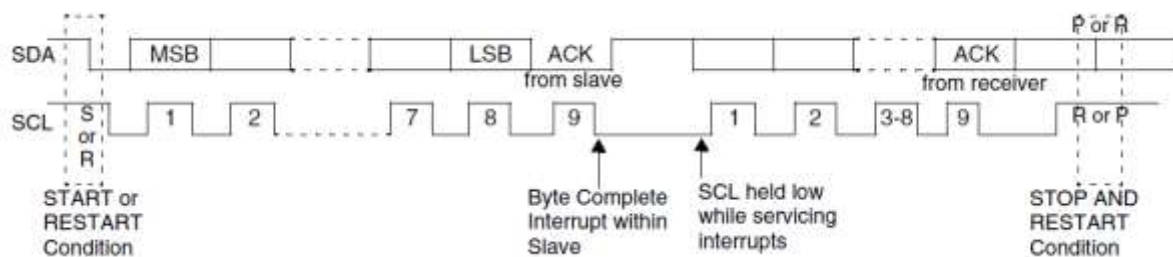 P or R
SDA MSB LSB ACK ACK
from slave from receiver
SCL S or R 1 2 7 8 9 1 2 3-8 9 R or P
START or
RESTART
Condition
Byte Complete
Interrupt within
Slave
SCL held low
while servicing
interrupts
STOP AND
RESTART
Condition